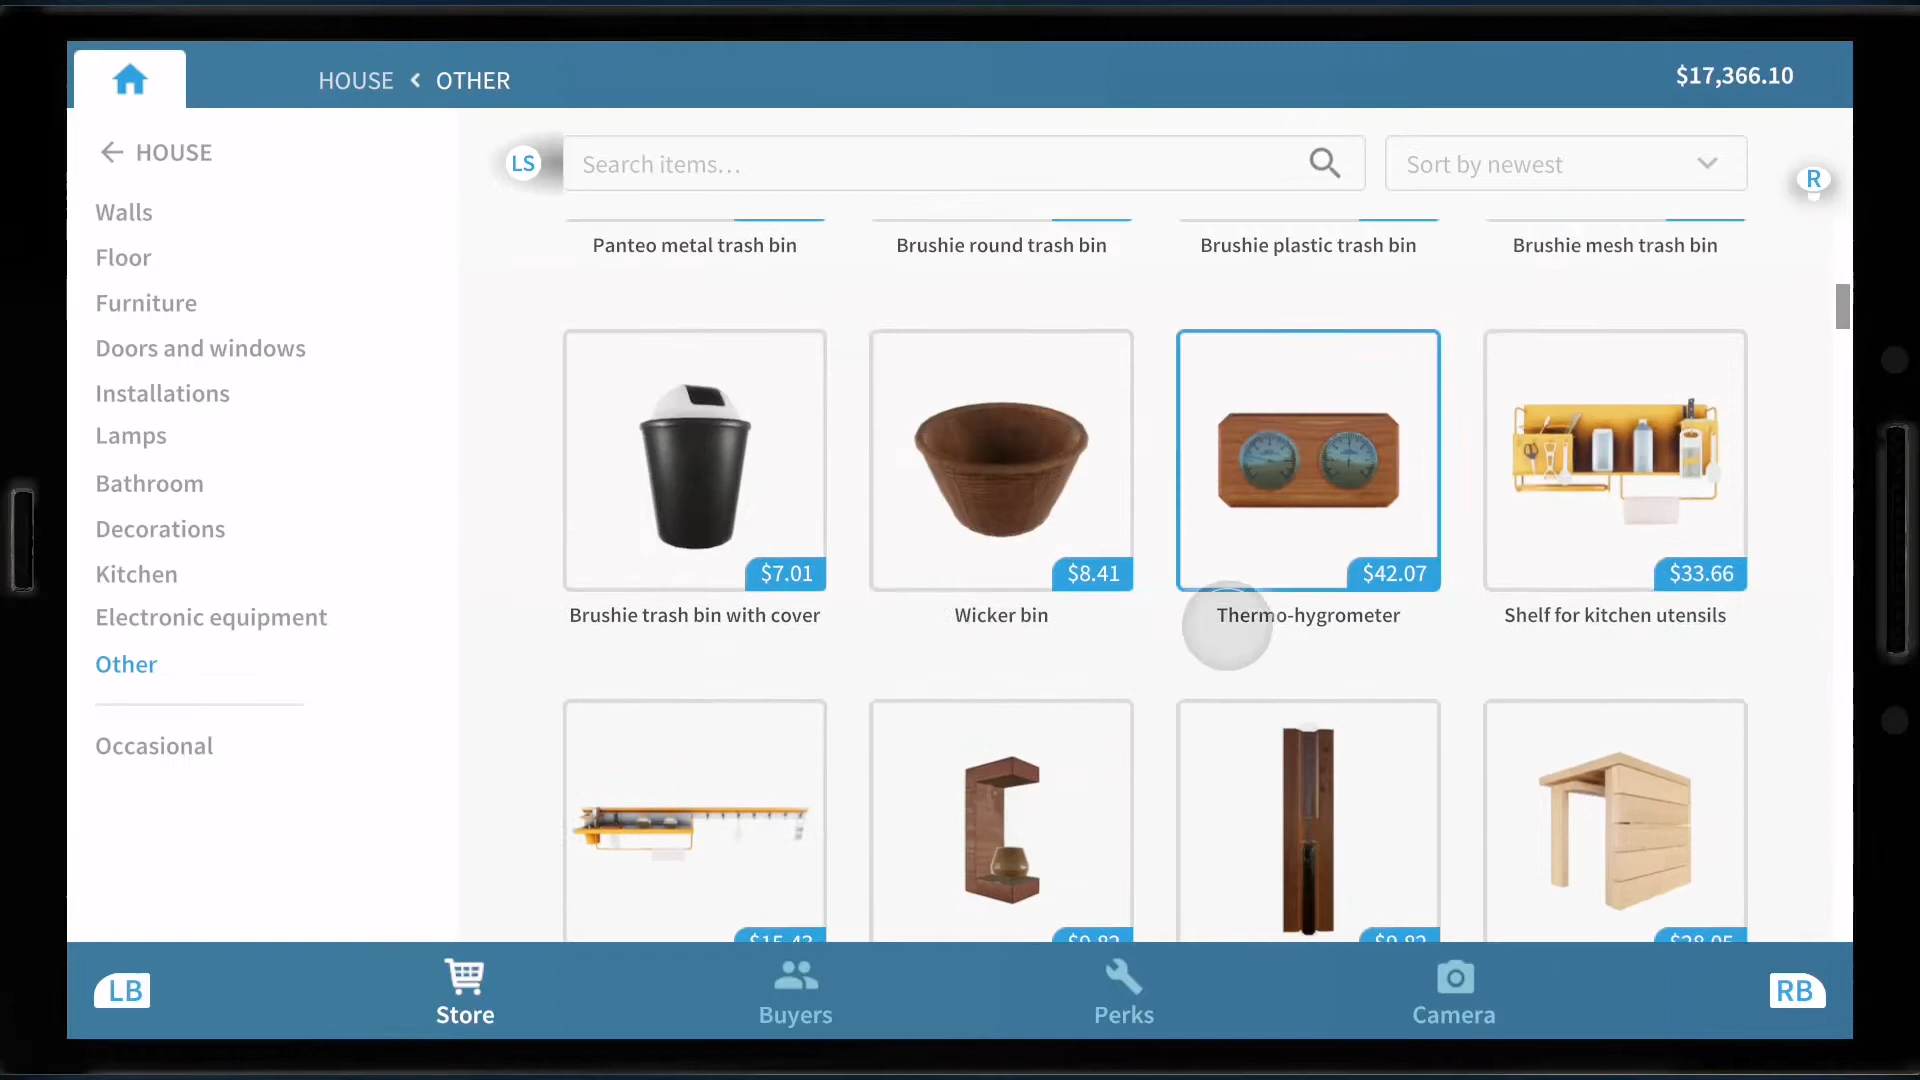 HOUSE < OTHER
$17,366.10
HOUSE
Walls
Floor
Furniture
Doors and windows
Installations
Lamps
Bathroom
Decorations
Kitchen
Electronic equipment
Other
Occasional
LS
Search items...
Sort by newest
R
Panteo metal trash bin
Brushie round trash bin
Brushie plastic trash bin
Brushie mesh trash bin
$7.01
$8.41
$42.07
$33.66
Brushie trash bin with cover
Wicker bin
Thermo-hygrometer
Shelf for kitchen utensils
LB
Store
Buyers
Perks
Camera
RB